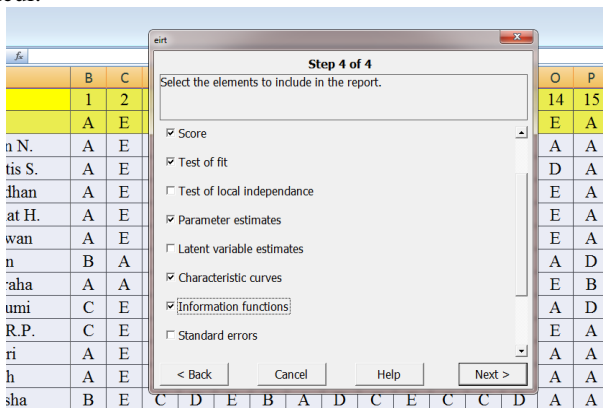 eirt
Step 4 of 4
fx
Select the elements to include in the report.
B C O P
1 2 14 15
A E E A
N. A E A A
tis S. A E D A
dhan A E E A
at H. A E E A
wan A E E A
n B A A D
raha A A E B
umi C E A D
R.P. C E E A
ri A E A A
h A E A A
sha B E C D E B A D C E C C D A A
Score
Test of fit
Test of local independance
Parameter estimates
Latent variable estimates
Characteristic curves
Information functions
Standard errors
< Back Cancel Help Next >